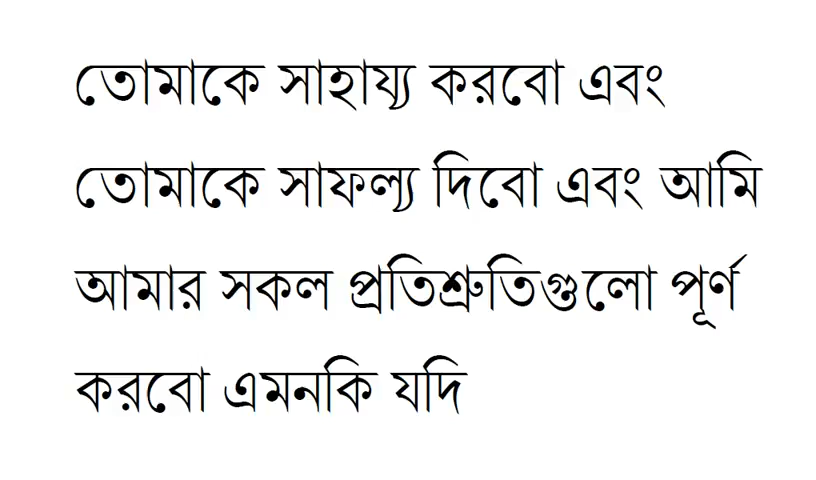 তোমাকে সাহায্য করবো এবং
তোমাকে সাফল্য দিবো এবং আমি
আমার সকল প্রতিশ্রুতিগুলো পূর্ণ
করবো এমনকি যদি